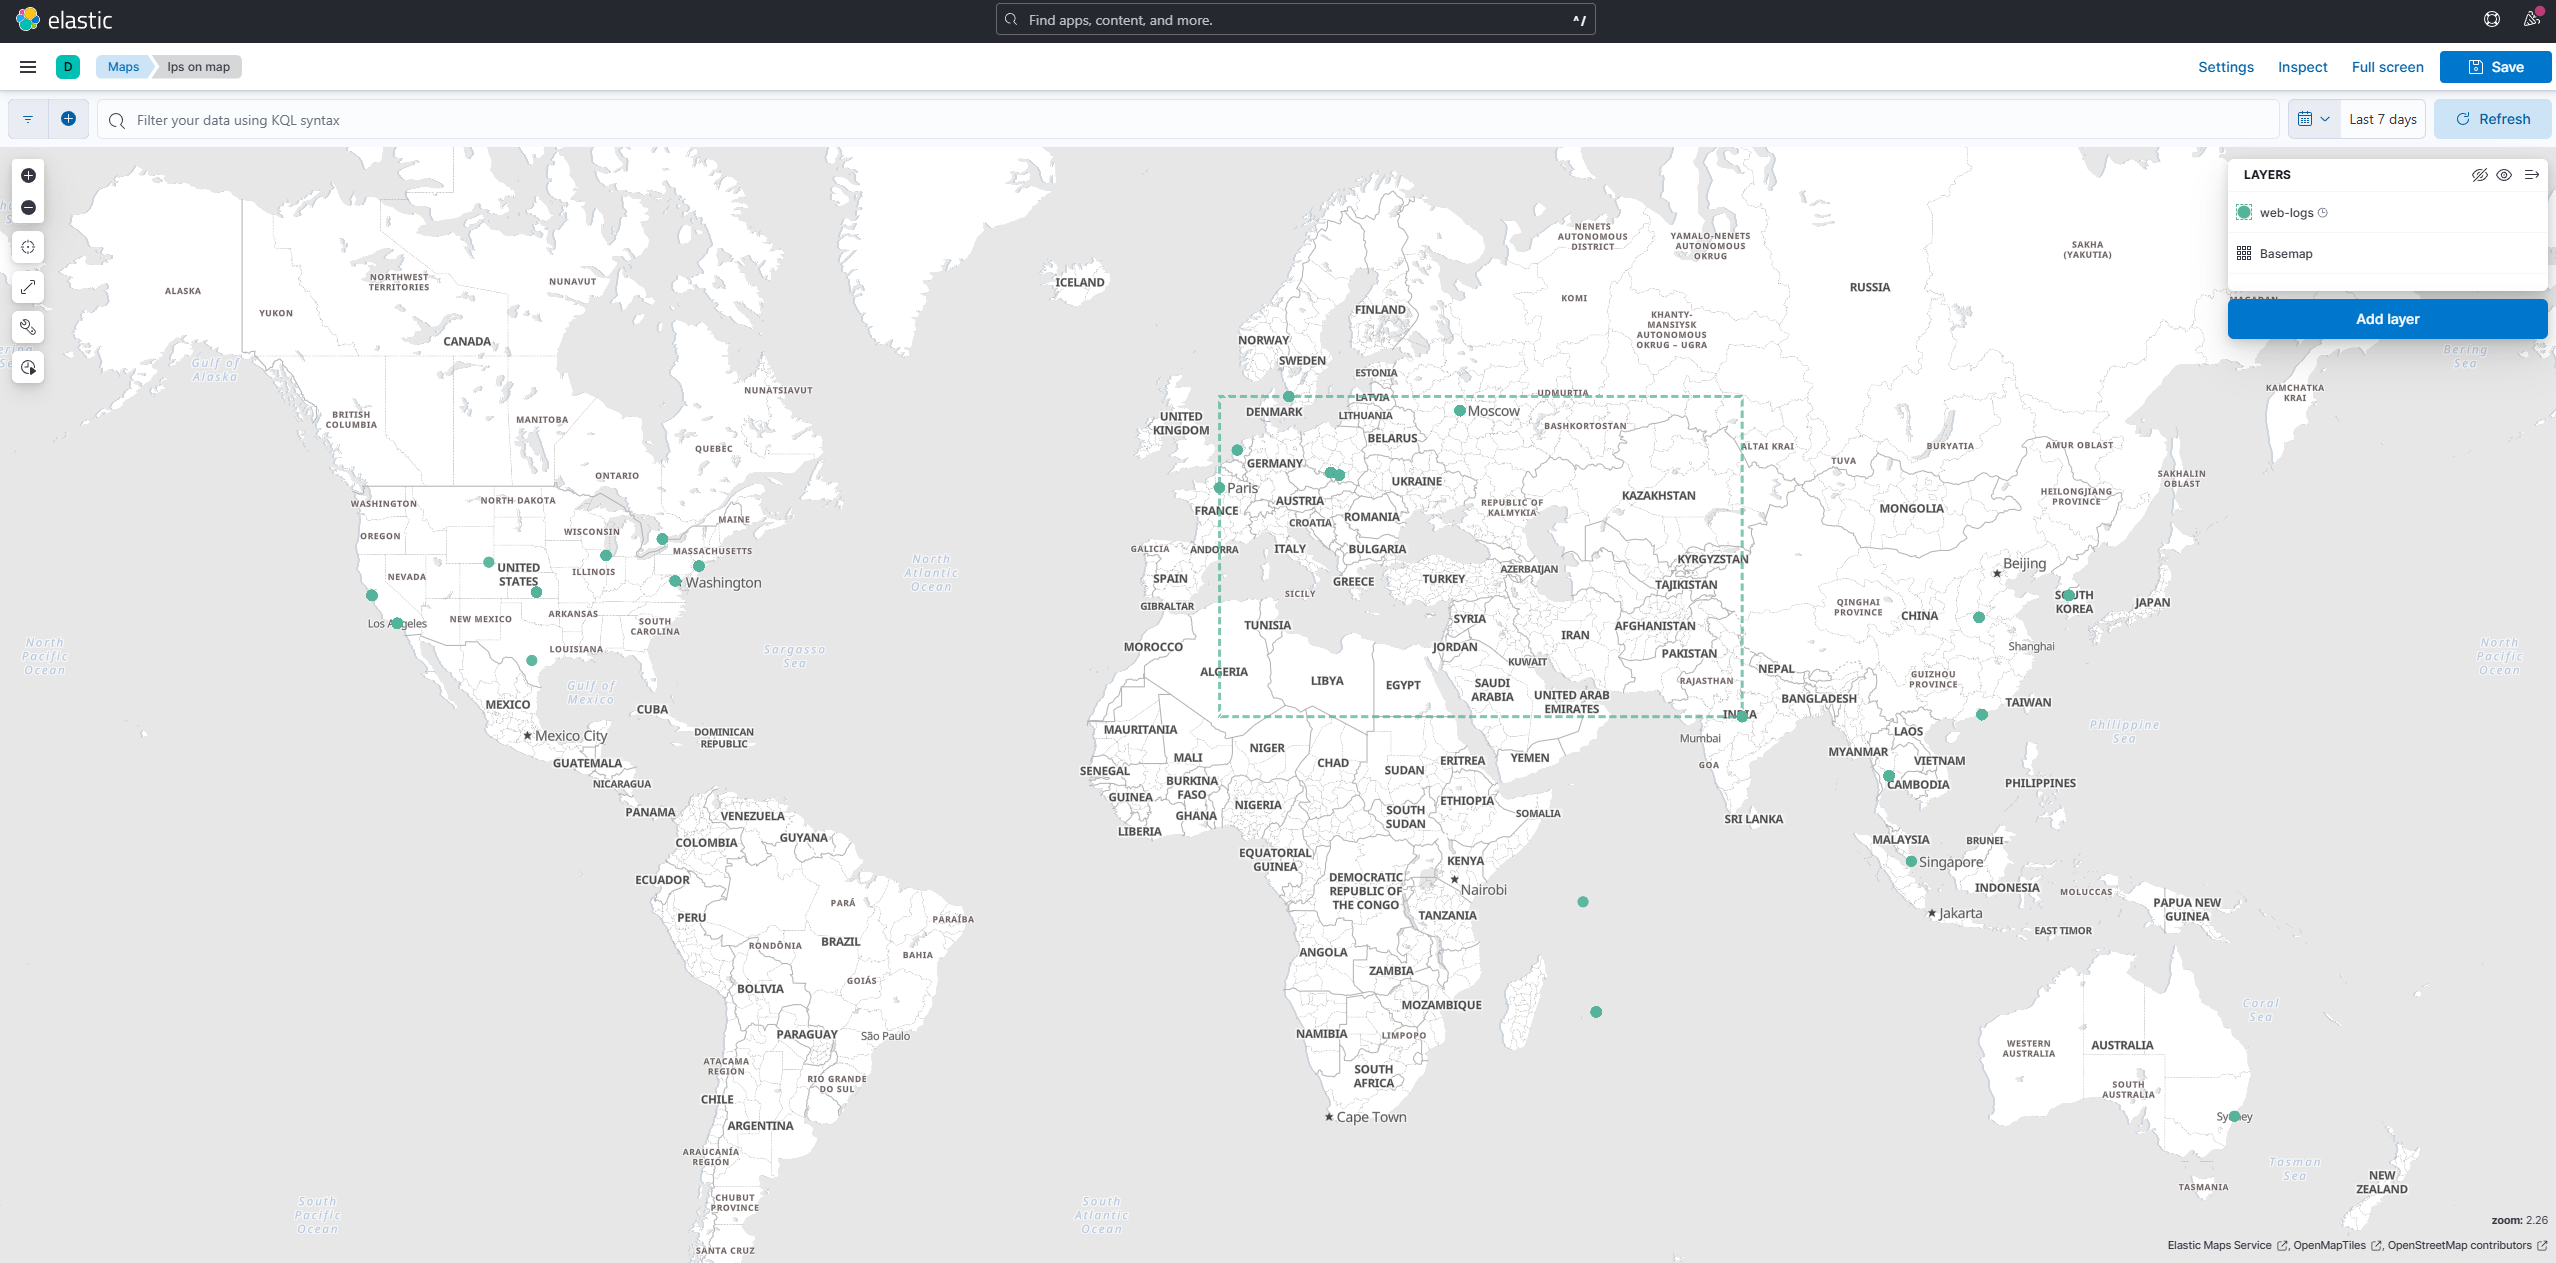 elastic
Find apps, content, and more.
^/
D
Maps
Ips on map
Settings
Inspect
Full screen
Save
Filter your data using KQL syntax
Last 7 days
Refresh
LAYERS
web-logs
Basemap
Add layer
NENETS
AUTONOMOUS
DISTRICT
YAMALO-NENETS
AUTONOMOUS
OKRUG
SAKHA
(YAKUTIA)
ALASKA
NORTHWEST
TERRITORIES
NUNAVUT
ICELAND
RUSSIA
YUKON
KOMI
FINLAND
KHANTY-
MANSIYSK
AUTONOMOUS
OKRUG – UGRA
CANADA
NORWAY
SWEDEN
Gulf of
Alaska
Bering
Sea
ESTONIA
NUNATSIAVUT
KAMCHATKA
KRAI
UDMURTIA
LATVIA
DENMARK
LITHUANIA
Moscow
BRITISH
COLUMBIA
MANITOBA
UNITED
KINGDOM
BASHKORTOSTAN
BELARUS
QUEBEC
ALTAI KRAI
BURYATIA
AMUR OBLAST
TUVA
GERMANY
ONTARIO
SAKHALIN
OBLAST
UKRAINE
Paris
HEILONGJIANG
PROVINCE
KAZAKHSTAN
WASHINGTON
NORTH DAKOTA
AUSTRIA
REPUBLIC OF
KALMYKIA
FRANCE
MONGOLIA
ROMANIA
CROATIA
MAINE
OREGON
WISCONSIN
GALICIA
ANDORRA
ITALY
BULGARIA
MASSACHUSETTS
KYRGYZSTAN
Beijing
North
Atlantic
Ocean
UNITED
STATES
ILLINOIS
NEVADA
Washington
SPAIN
GREECE
TURKEY
AZERBAIJAN
TAJIKISTAN
SICILY
GIBRALTAR
QINGHAI
PROVINCE
CHINA
SOUTH
KOREA
JAPAN
Los Angeles
NEW MEXICO
ARKANSAS
SOUTH
CAROLINA
TUNISIA
SYRIA
IRAN
AFGHANISTAN
North
Pacific
Ocean
LOUISIANA
Sargasso
Sea
MOROCCO
JORDAN
KUWAIT
PAKISTAN
Shanghai
North
Pacific
Ocean
ALGERIA
LIBYA
EGYPT
SAUDI
ARABIA
UNITED ARAB
EMIRATES
RAJASTHAN
NEPAL
GUIZHOU
PROVINCE
Gulf of
Mexico
MEXICO
CUBA
BANGLADESH
TAIWAN
INDIA
Philippine
Sea
Mexico City
DOMINICAN
REPUBLIC
MAURITANIA
Mumbai
LAOS
NIGER
MALI
CHAD
SUDAN
ERITREA
YEMEN
MYANMAR
VIETNAM
GUATEMALA
SENEGAL
GOA
NICARAGUA
BURKINA
FASO
CAMBODIA
PHILIPPINES
GUINEA
NIGERIA
ETHIOPIA
PANAMA
VENEZUELA
GHANA
SOUTH
SUDAN
SOMALIA
SRI LANKA
LIBERIA
GUYANA
COLOMBIA
MALAYSIA
BRUNEI
EQUATORIAL
GUINEA
KENYA
Singapore
ECUADOR
DEMOCRATIC
REPUBLIC OF
THE CONGO
Nairobi
INDONESIA
MOLUCCAS
PARÁ
PAPUA NEW
GUINEA
PERU
PARAÍBA
TANZANIA
Jakarta
EAST TIMOR
RONDÔNIA
BRAZIL
BAHIA
ANGOLA
ZAMBIA
GOIÁS
BOLIVIA
MOZAMBIQUE
Coral
Sea
PARAGUAY
São Paulo
NAMIBIA
LIMPOPO
WESTERN
AUSTRALIA
AUSTRALIA
ATACAMA
REGIÓN
RIO GRANDE
DO SUL
SOUTH
AFRICA
SOUTH
AUSTRALIA
CHILE
Cape Town
Sydney
ARGENTINA
ARAUCANÍA
REGIÓN
Tasman
Sea
NEW
ZEALAND
TASMANIA
CHUBUT
PROVINCE
South
Pacific
Ocean
South
Atlantic
Ocean
SANTA CRUZ
zoom: 2.26
Elastic Maps Service , OpenMapTiles , OpenStreetMap contributors